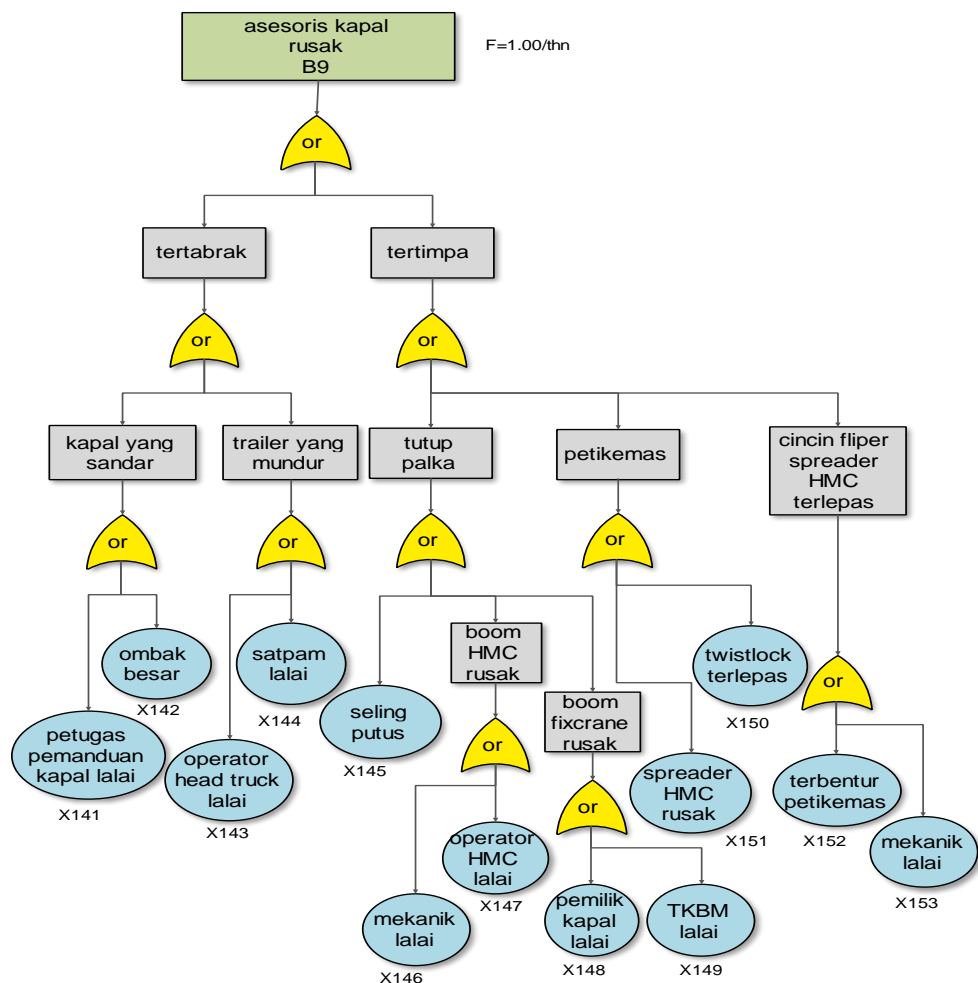 asesoris kapal
rusak
B9
F=1.00/thn
or
tertabrak
tertimpa
or
or
kapal yang
sandar
trailer yang
mundur
tutup
palka
petikemas
cincin fliper
spreader
HMC
terlepas
or
or
or
or
ombak
besar
X142
satpam
lalai
X144
boom
HMC
rusak
twistlock
terlepas
X150
or
petugas
pemanduan
kapal lalai
X141
operator
head truck
lalai
X143
seling
putus
X145
or
boom
fixcrane
rusak
spreader
HMC
rusak
X151
terbentur
petikemas
X152
mekanik
lalai
X153
or
operator
HMC
lalai
X147
mekanik
lalai
X146
pemilik
kapal
lalai
X148
TKBM
lalai
X149